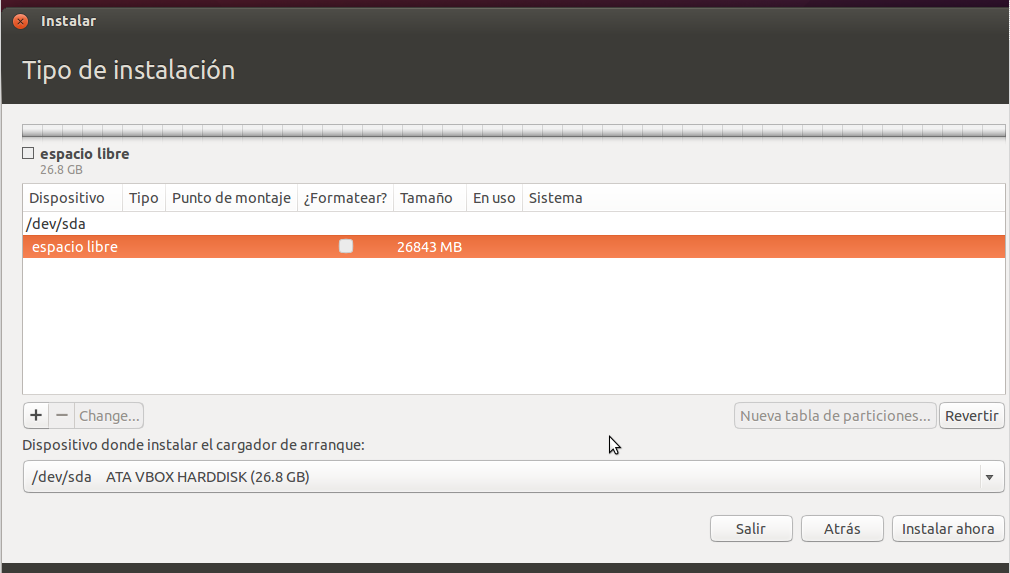 Instalar
Tipo de instalación
espacio libre
26.8 GB
Dispositivo Tipo Punto de montaje ¿Formatear? Tamaño En uso Sistema
/dev/sda
espacio libre 26843 MB
+ − Change... Nueva tabla de particiones... Revertir
Dispositivo donde instalar el cargador de arranque:
/dev/sda ATA VBOX HARDDISK (26.8 GB)
Salir Atrás Instalar ahora